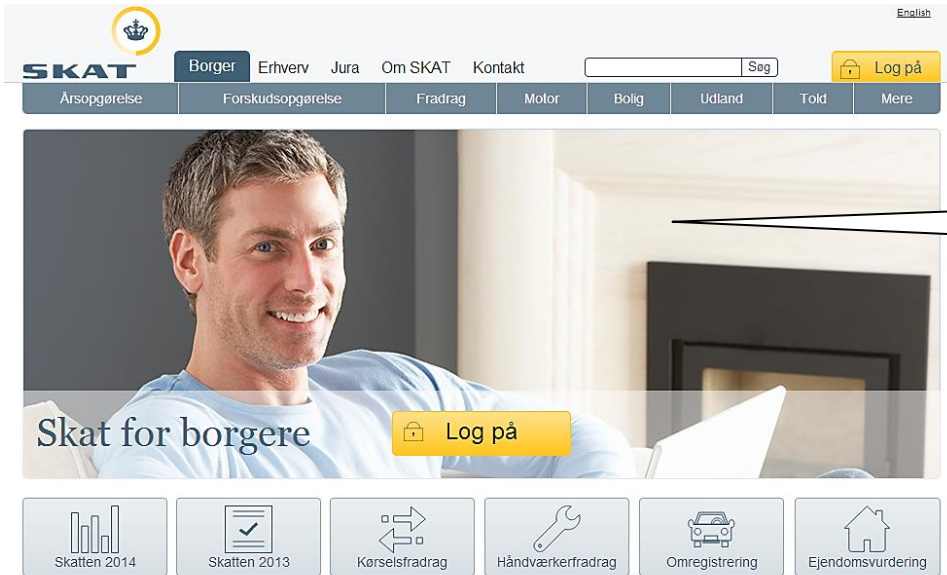 English
SKAT
Borger Erhverv Jura Om SKAT Kontakt Søg Log på
Årsopgørelse Forskudsopgørelse Fradrag Motor Bolig Udland Told Mere
Skat for borgere Log på
Skatten 2014 Skatten 2013 Kørselsfradrag Håndværkerfradrag Omregistrering Ejendomsvurdering